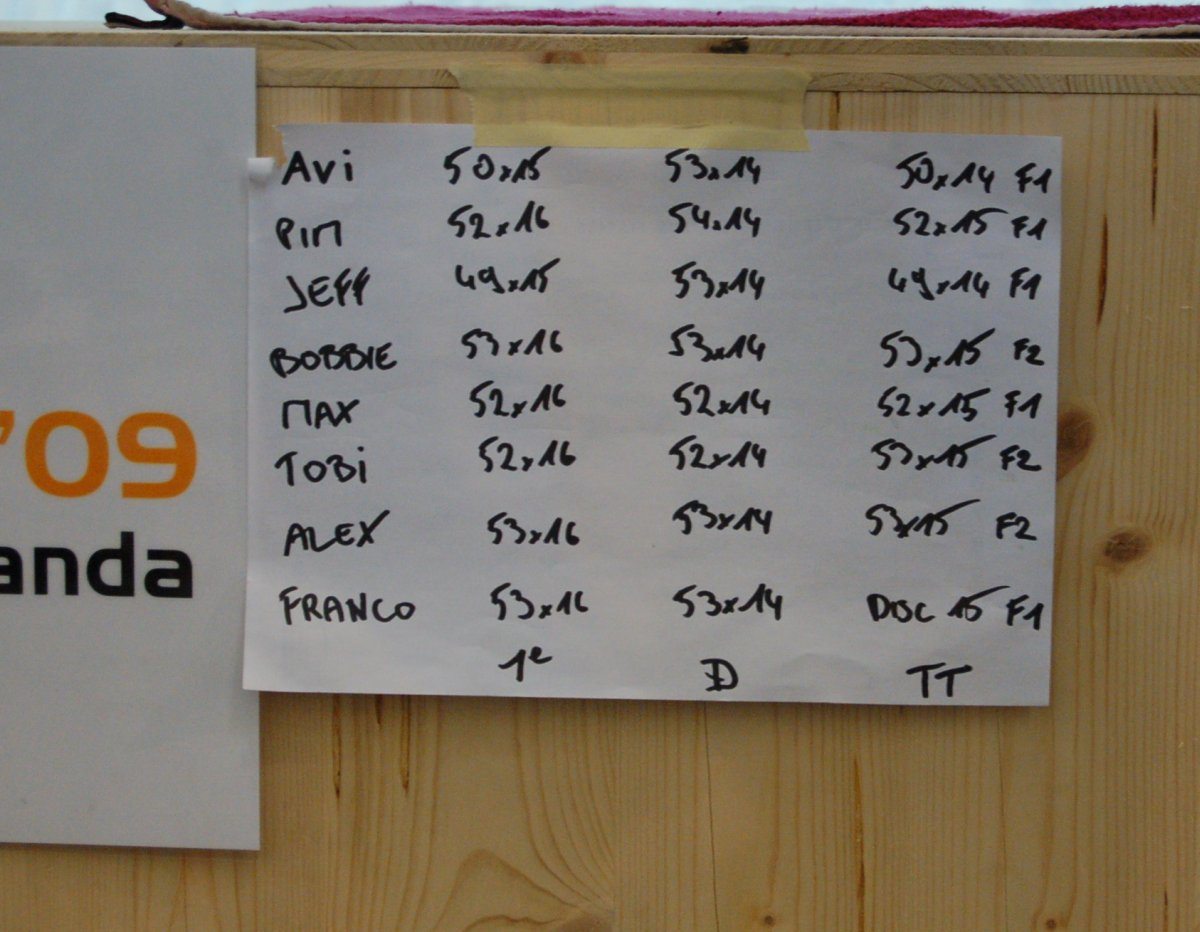 Avi 50x15 53x14 50x14 F1
PIM 52x16 54x14 52x15 F1
JEFF 49x15 53x14 49x14 F1
BOBBIE 53x16 53x14 53x15 F2
MAX 52x16 52x14 52x15 F1
TOBi 52x16 52x14 53x15 F2
ALEX 53x16 53x14 53x15 F2
FRANCO 53x16 53x14 DISC 15 F1
1e D TT
'09
anda